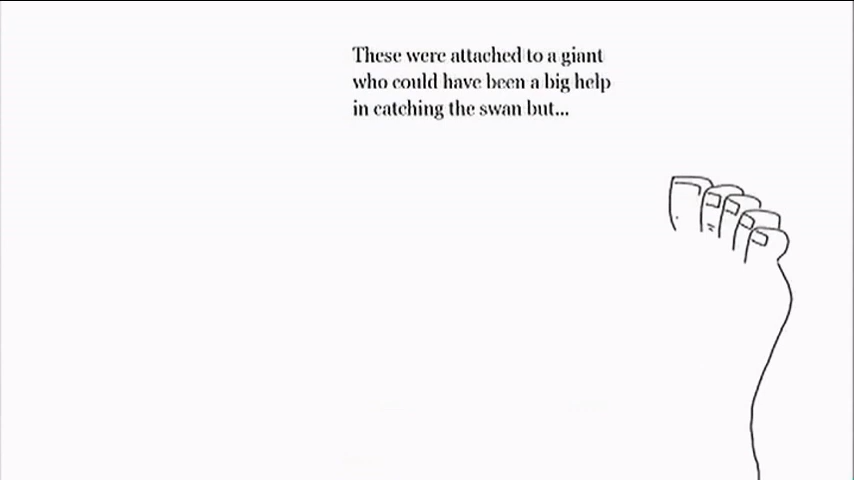 These were attached to a giant
who could have been a big help
in catching the swan but...